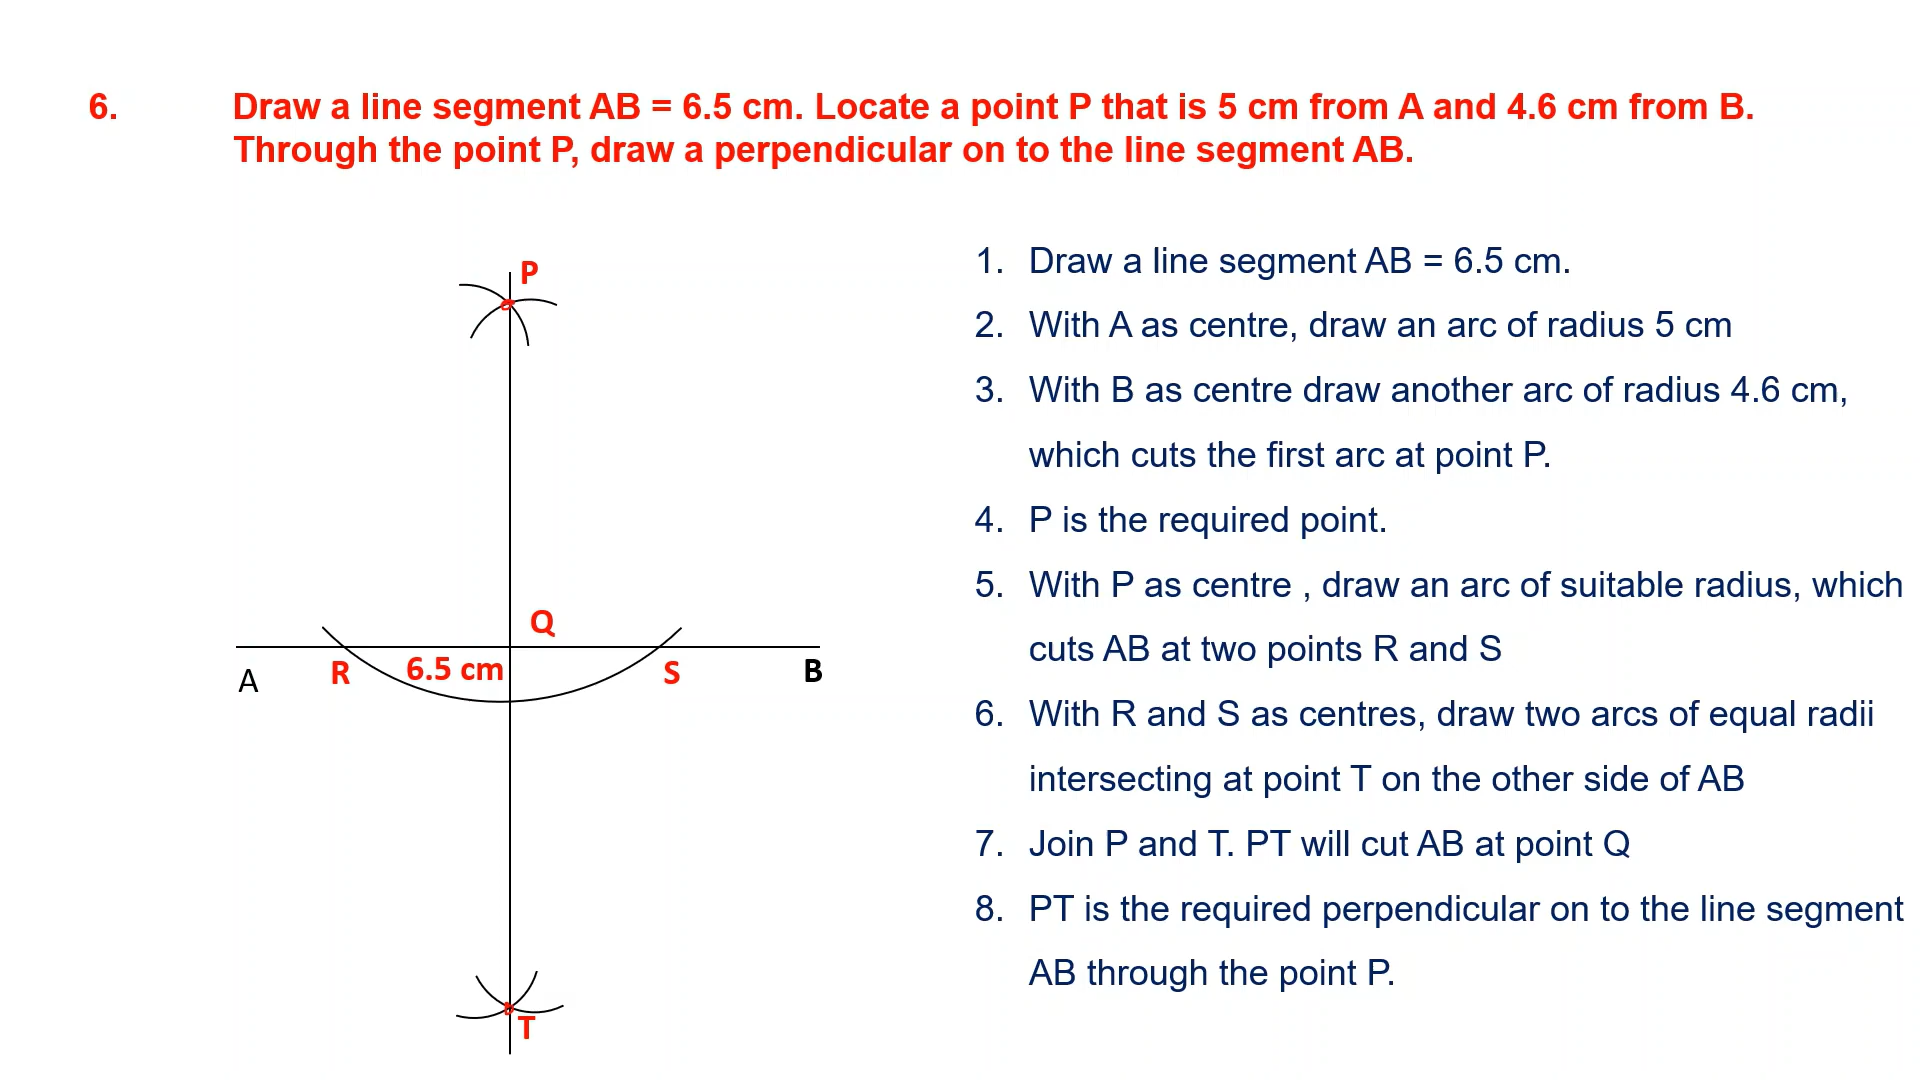 6. Draw a line segment AB = 6.5 cm. Locate a point P that is 5 cm from A and 4.6 cm from B.
Through the point P, draw a perpendicular on to the line segment AB.
P
Q
A R 6.5 cm S B
T
1. Draw a line segment AB = 6.5 cm.
2. With A as centre, draw an arc of radius 5 cm
3. With B as centre draw another arc of radius 4.6 cm,
which cuts the first arc at point P.
4. P is the required point.
5. With P as centre , draw an arc of suitable radius, which
cuts AB at two points R and S
6. With R and S as centres, draw two arcs of equal radii
intersecting at point T on the other side of AB
7. Join P and T. PT will cut AB at point Q
8. PT is the required perpendicular on to the line segment
AB through the point P.